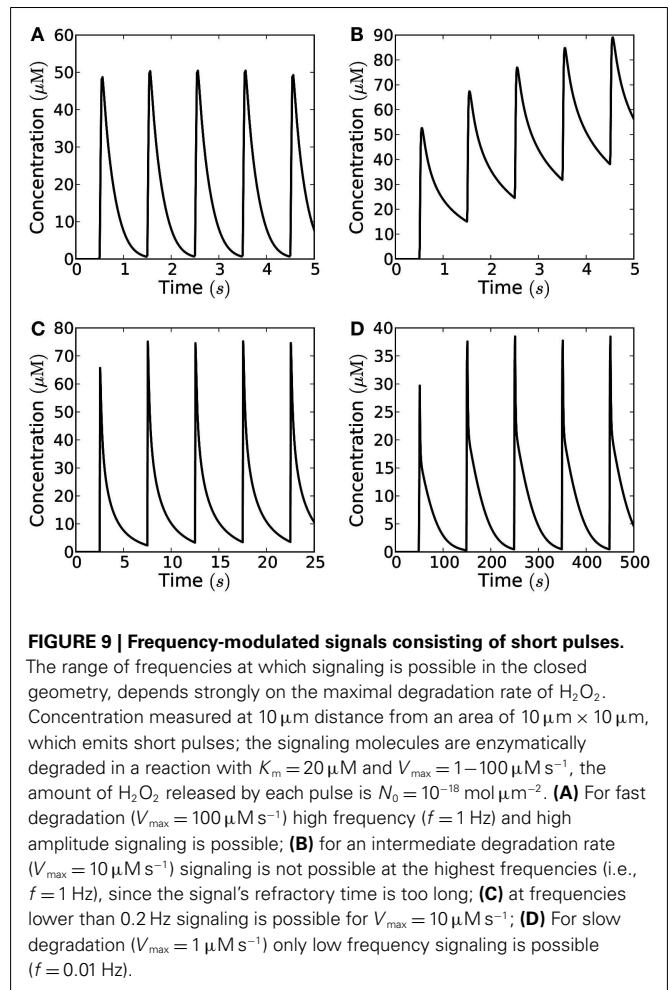 A
60
50
40
30
20
10
0
Concentration (µM)
0 1 2 3 4 5
Time (s)
B
90
80
70
60
50
40
30
20
10
0
Concentration (µM)
0 1 2 3 4 5
Time (s)
C
80
70
60
50
40
30
20
10
0
Concentration (µM)
0 5 10 15 20 25
Time (s)
D
40
35
30
25
20
15
10
5
0
Concentration (µM)
0 100 200 300 400 500
Time (s)
FIGURE 9 | Frequency-modulated signals consisting of short pulses.
The range of frequencies at which signaling is possible in the closed
geometry, depends strongly on the maximal degradation rate of H₂O₂.
Concentration measured at 10 µm distance from an area of 10 µm × 10 µm,
which emits short pulses; the signaling molecules are enzymatically
degraded in a reaction with Kₘ = 20 µM and Vₘₐₓ = 1–100 µM s⁻¹, the
amount of H₂O₂ released by each pulse is N₀ = 10⁻¹⁸ mol µm⁻². (A) For fast
degradation (Vₘₐₓ = 100 µM s⁻¹) high frequency (f = 1 Hz) and high
amplitude signaling is possible; (B) for an intermediate degradation rate
(Vₘₐₓ = 10 µM s⁻¹) signaling is not possible at the highest frequencies (i.e.,
f = 1 Hz), since the signal's refractory time is too long; (C) at frequencies
lower than 0.2 Hz signaling is possible for Vₘₐₓ = 10 µM s⁻¹; (D) For slow
degradation (Vₘₐₓ = 1 µM s⁻¹) only low frequency signaling is possible
(f = 0.01 Hz).